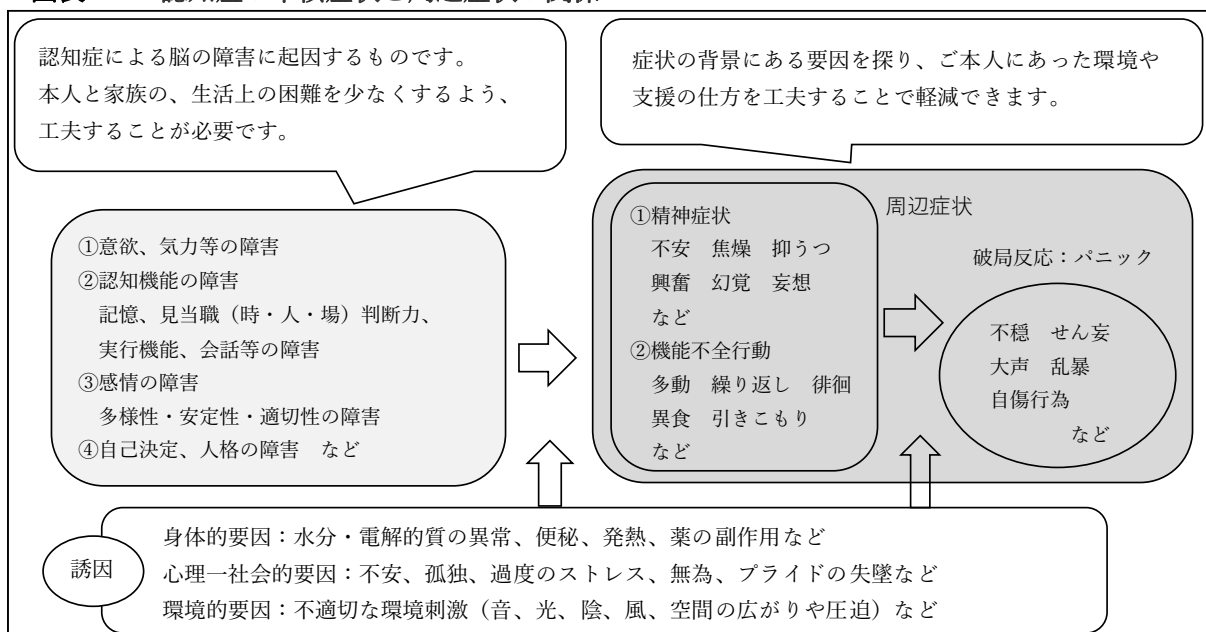 認知症による脳の障害に起因するものです。
本人と家族の、生活上の困難を少なくするよう、
工夫することが必要です。
症状の背景にある要因を探り、ご本人にあった環境や
支援の仕方を工夫することで軽減できます。
①意欲、気力等の障害
②認知機能の障害
記憶、見当職（時・人・場）判断力、
実行機能、会話等の障害
③感情の障害
多様性・安定性・適切性の障害
④自己決定、人格の障害　など
周辺症状
①精神症状
不安　焦燥　抑うつ
興奮　幻覚　妄想
など
②機能不全行動
多動　繰り返し　徘徊
異食　引きこもり
など
破局反応：パニック
不穏　せん妄
大声　乱暴
自傷行為
など
誘因
身体的要因：水分・電解的質の異常、便秘、発熱、薬の副作用など
心理一社会的要因：不安、孤独、過度のストレス、無為、プライドの失墜など
環境的要因：不適切な環境刺激（音、光、陰、風、空間の広がりや圧迫）など